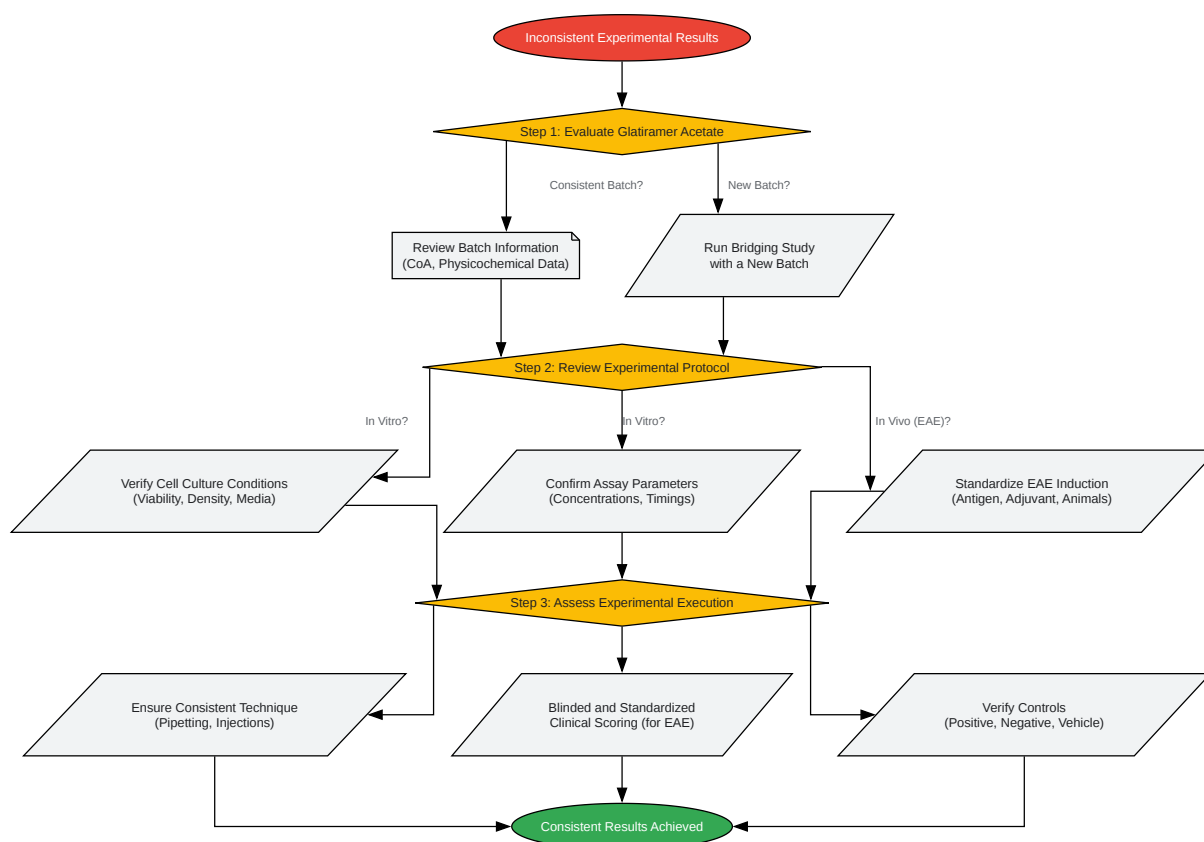 Inconsistent Experimental Results
Step 1: Evaluate Glatiramer Acetate
Consistent Batch?
New Batch?
Review Batch Information
(CoA, Physicochemical Data)
Run Bridging Study
with a New Batch
Step 2: Review Experimental Protocol
In Vitro?
In Vitro?
In Vivo (EAE)?
Verify Cell Culture Conditions
(Viability, Density, Media)
Confirm Assay Parameters
(Concentrations, Timings)
Standardize EAE Induction
(Antigen, Adjuvant, Animals)
Step 3: Assess Experimental Execution
Ensure Consistent Technique
(Pipetting, Injections)
Blinded and Standardized
Clinical Scoring (for EAE)
Verify Controls
(Positive, Negative, Vehicle)
Consistent Results Achieved